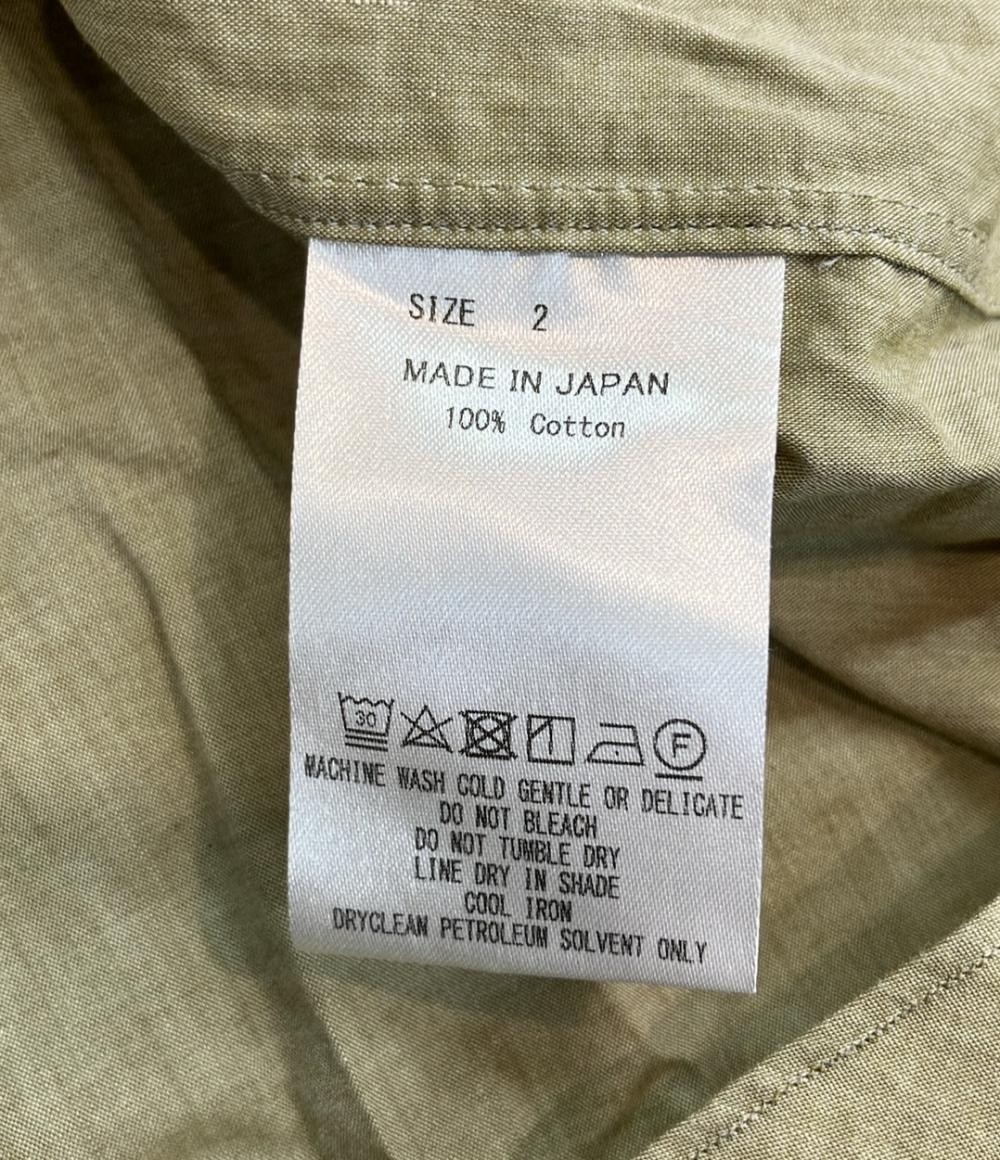 SIZE 2
MADE IN JAPAN
100% Cotton
30 F
MACHINE WASH COLD GENTLE OR DELICATE
DO NOT BLEACH
DO NOT TUMBLE DRY
LINE DRY IN SHADE
COOL IRON
DRYCLEAN PETROLEUM SOLVENT ONLY